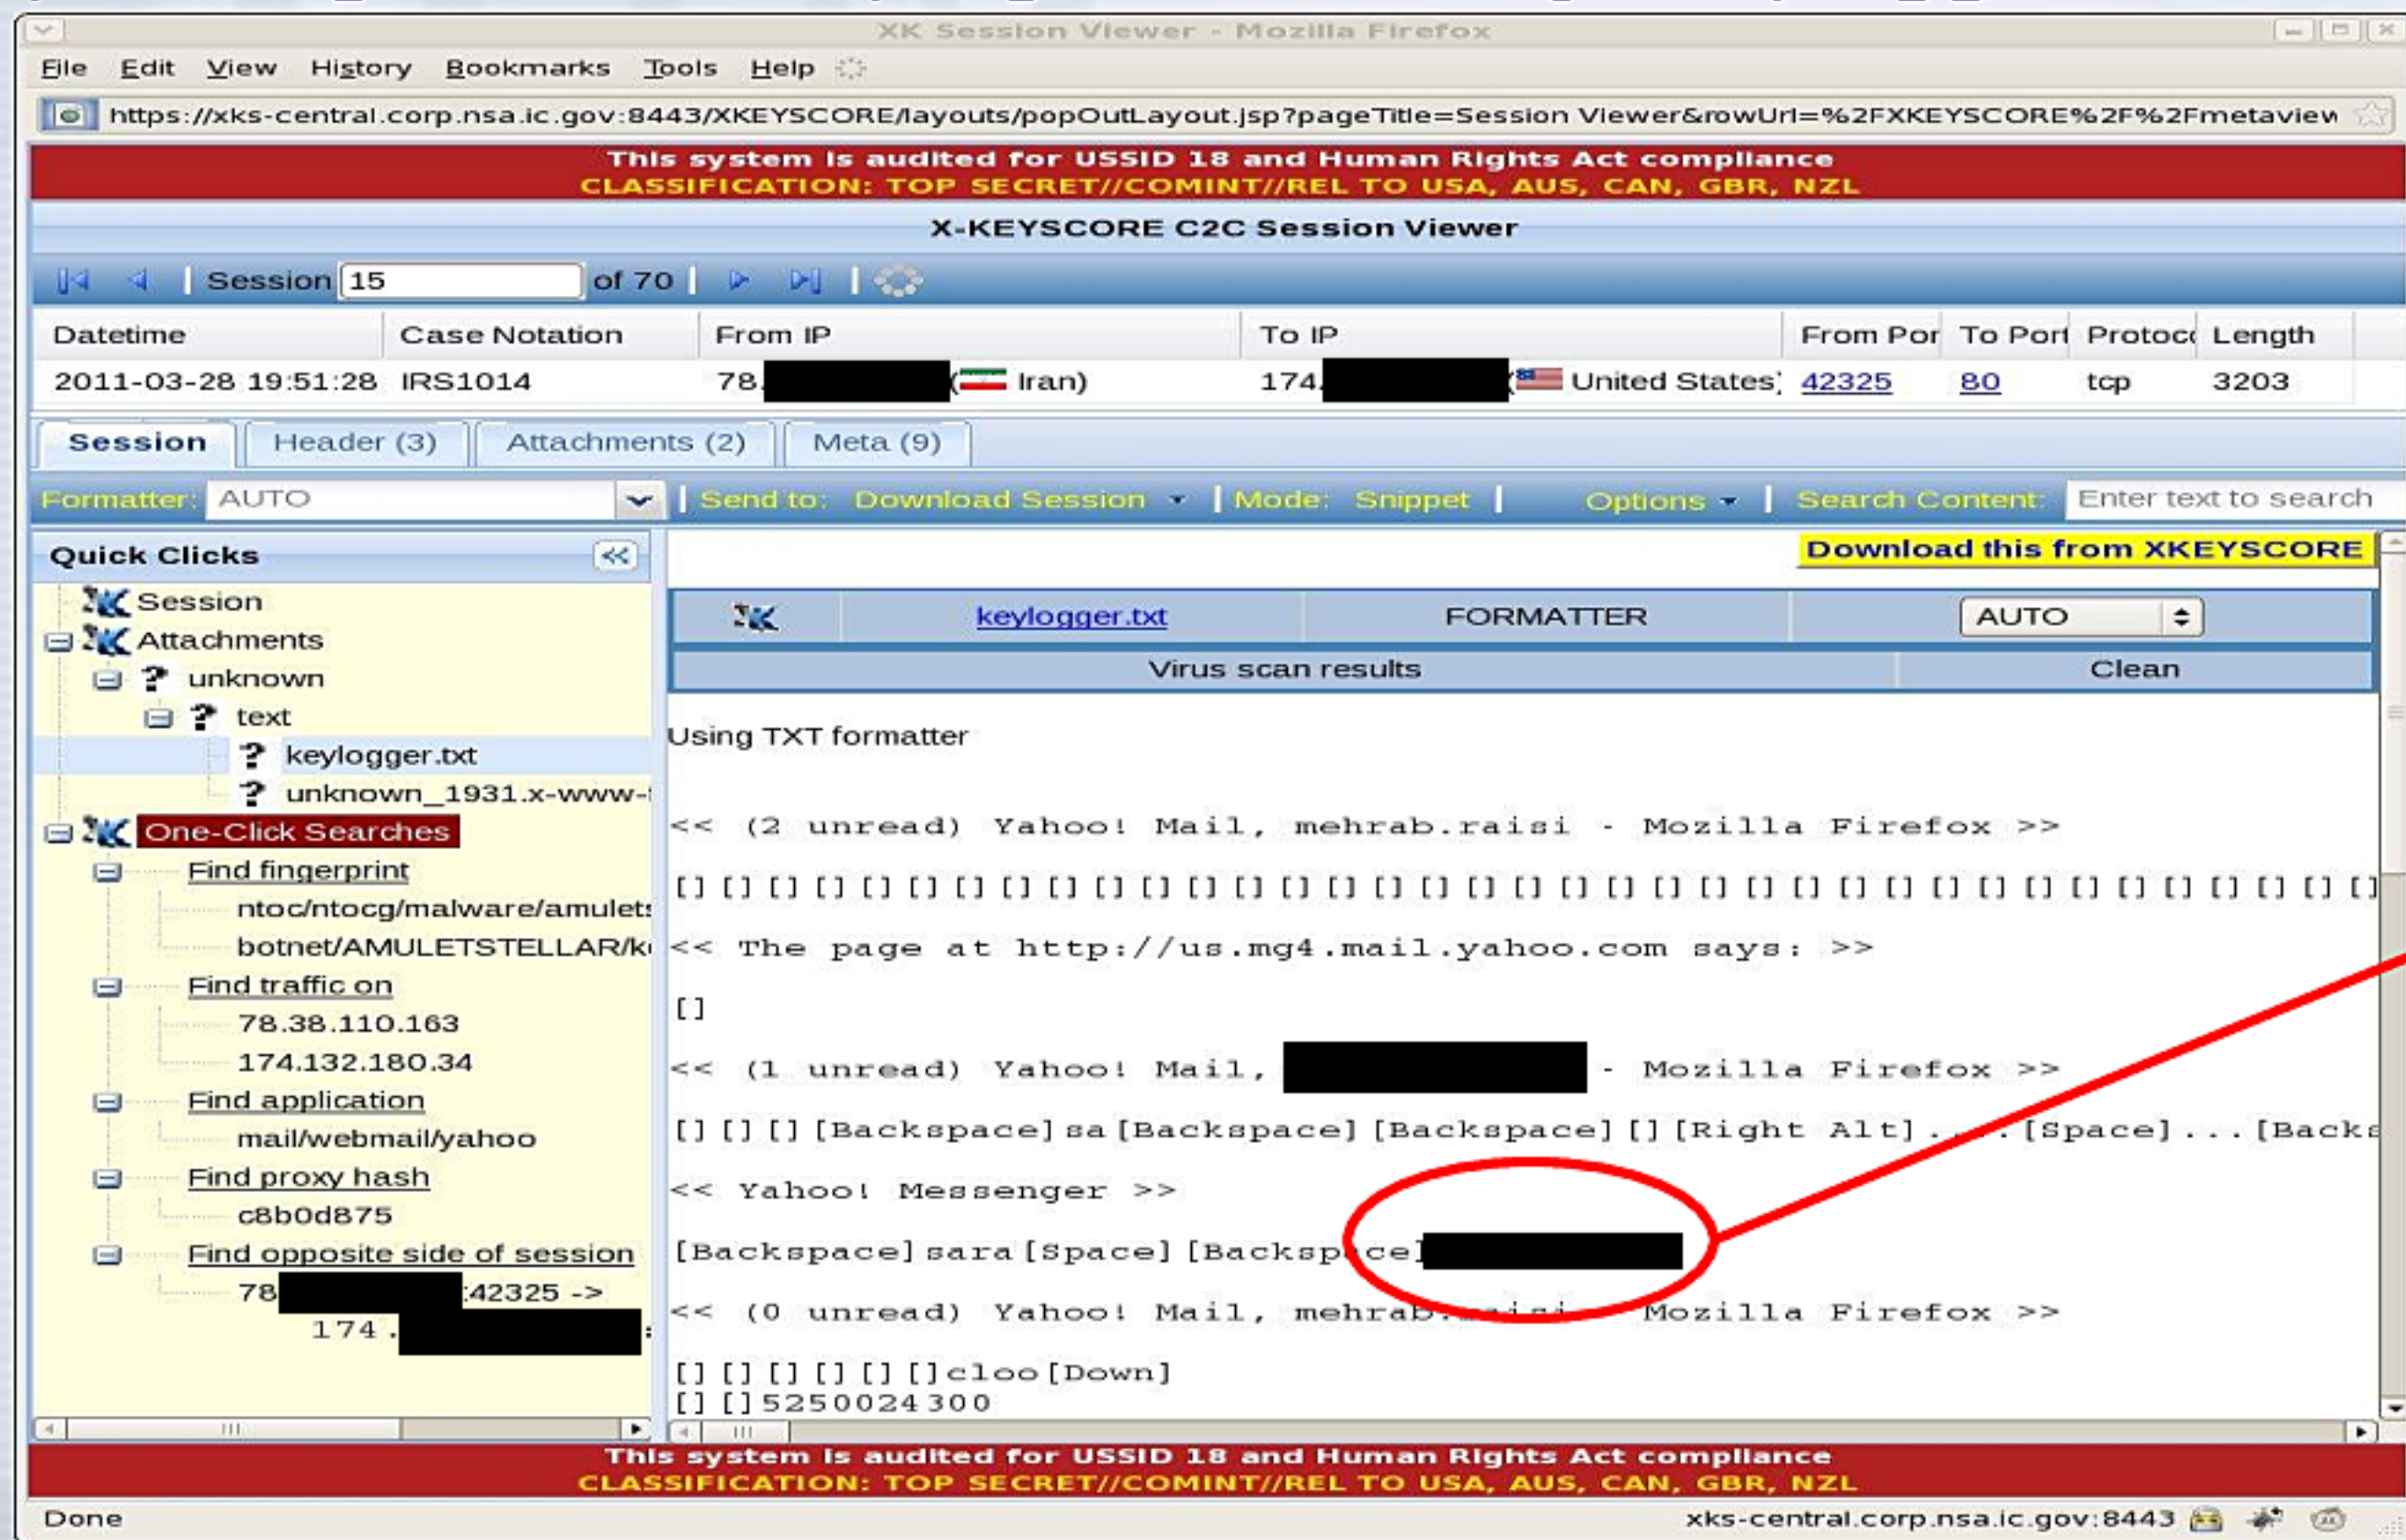 XK Session Viewer - Mozilla Firefox
File Edit View History Bookmarks Tools Help
https://xks-central.corp.nsa.ic.gov:8443/XKEYSCORE/layouts/popOutLayout.jsp?pageTitle=Session Viewer&rowUrl=%2FXKEYSCORE%2F%2Fmetaview
This system is audited for USSID 18 and Human Rights Act compliance
CLASSIFICATION: TOP SECRET//COMINT//REL TO USA, AUS, CAN, GBR, NZL
X-KEYSCORE C2C Session Viewer
Session 15 of 70
Datetime Case Notation From IP To IP From Por To Port Protoc Length
2011-03-28 19:51:28 IRS1014 78. (Iran) 174. (United States) 42325 80 tcp 3203
Session Header (3) Attachments (2) Meta (9)
Formatter: AUTO Send to: Download Session Mode: Snippet Options Search Content: Enter text to search
Quick Clicks
Session
Attachments
unknown
text
keylogger.txt
unknown_1931.x-www-
One-Click Searches
Find fingerprint
ntoc/ntocg/malware/amulets
botnet/AMULETSTELLAR/k
Find traffic on
78.38.110.163
174.132.180.34
Find application
mail/webmail/yahoo
Find proxy hash
c8b0d875
Find opposite side of session
78 :42325 ->
174. :
Download this from XKEYSCORE
keylogger.txt FORMATTER AUTO
Virus scan results Clean
Using TXT formatter
<< (2 unread) Yahoo! Mail, mehrab.raisi - Mozilla Firefox >>
[] [] [] [] [] [] [] [] [] [] [] [] [] [] [] [] [] [] [] [] [] [] [] [] [] [] [] [] [] [] [] [] [] [] [] [] []
<< The page at http://us.mg4.mail.yahoo.com says: >>
[]
<< (1 unread) Yahoo! Mail, - Mozilla Firefox >>
[] [] [] [Backspace]sa[Backspace] [Backspace] [] [Right Alt]..... [Space]... [Backs
<< Yahoo! Messenger >>
[Backspace]sara[Space] [Backspace]
<< (0 unread) Yahoo! Mail, mehrab.raisi - Mozilla Firefox >>
[] [] [] [] [] []cloo[Down]
[] []5250024300
This system is audited for USSID 18 and Human Rights Act compliance
CLASSIFICATION: TOP SECRET//COMINT//REL TO USA, AUS, CAN, GBR, NZL
Done xks-central.corp.nsa.ic.gov:8443